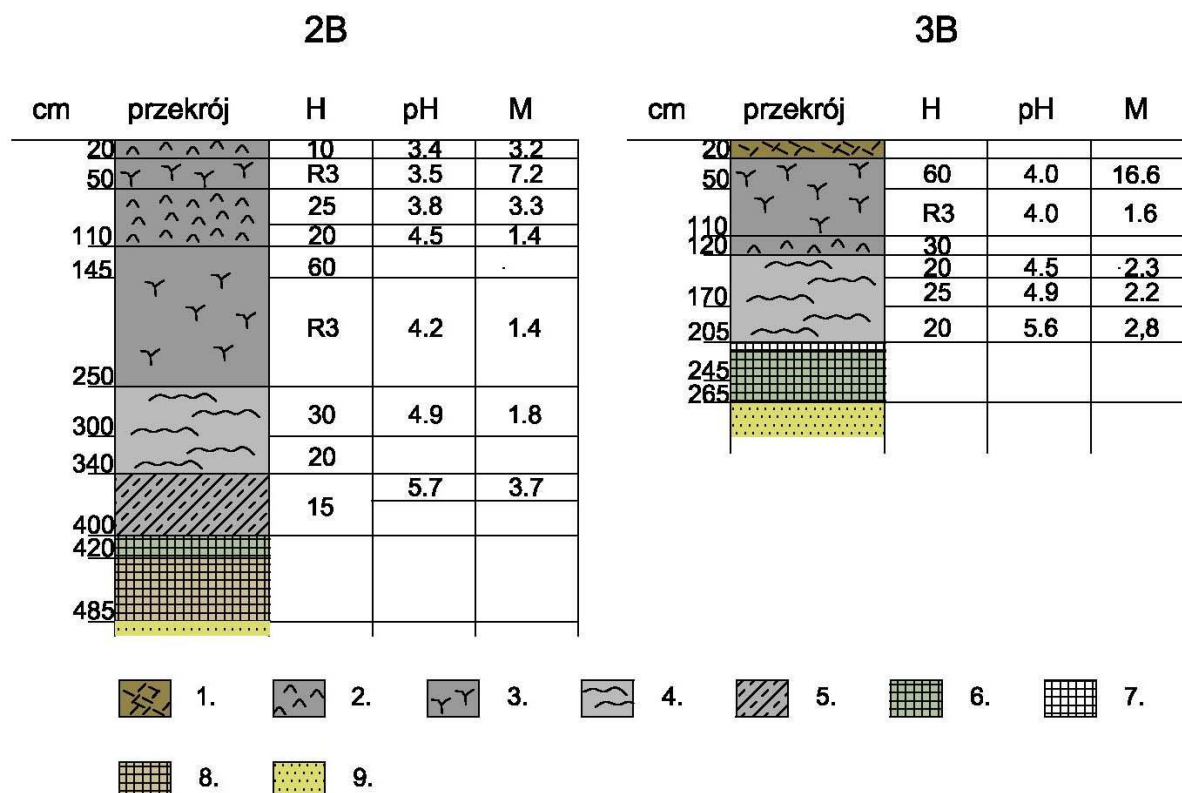 2B 3B
cm przekrój H pH M cm przekrój H pH M
20 10 3.4 3.2 20
50 R3 3.5 7.2 50 60 4.0 16.6
25 3.8 3.3 R3 4.0 1.6
110 20 4.5 1.4 110
145 60 120 30
20 4.5 2.3
R3 4.2 1.4 170 25 4.9 2.2
205 20 5.6 2,8
250 245
300 30 4.9 1.8 265
340 20
5.7 3.7
400 15
420
485
1. 2. 3. 4. 5. 6. 7.
8. 9.